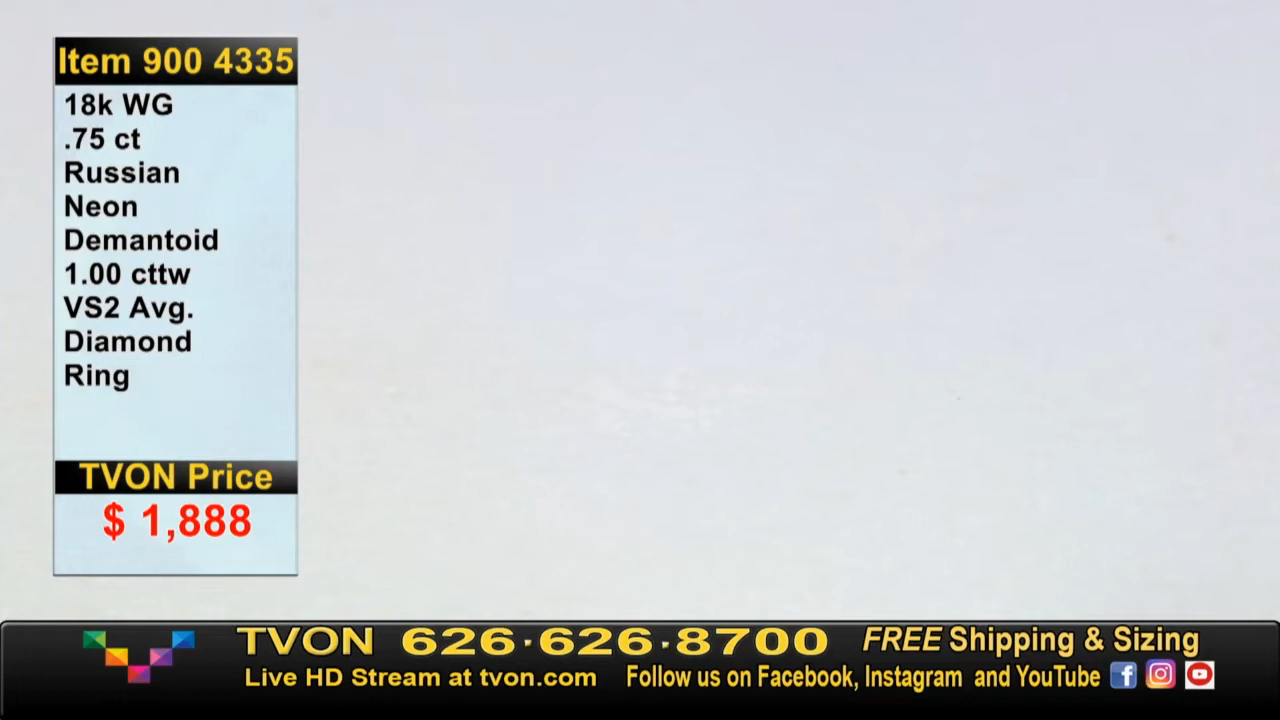 Item 900 4335
18k WG
.75 ct
Russian
Neon
Demantoid
1.00 cttw
VS2 Avg.
Diamond
Ring
TVON Price
$ 1,888
TVON 626-626-8700 FREE Shipping & Sizing
Live HD Stream at tvon.com Follow us on Facebook, Instagram and YouTube